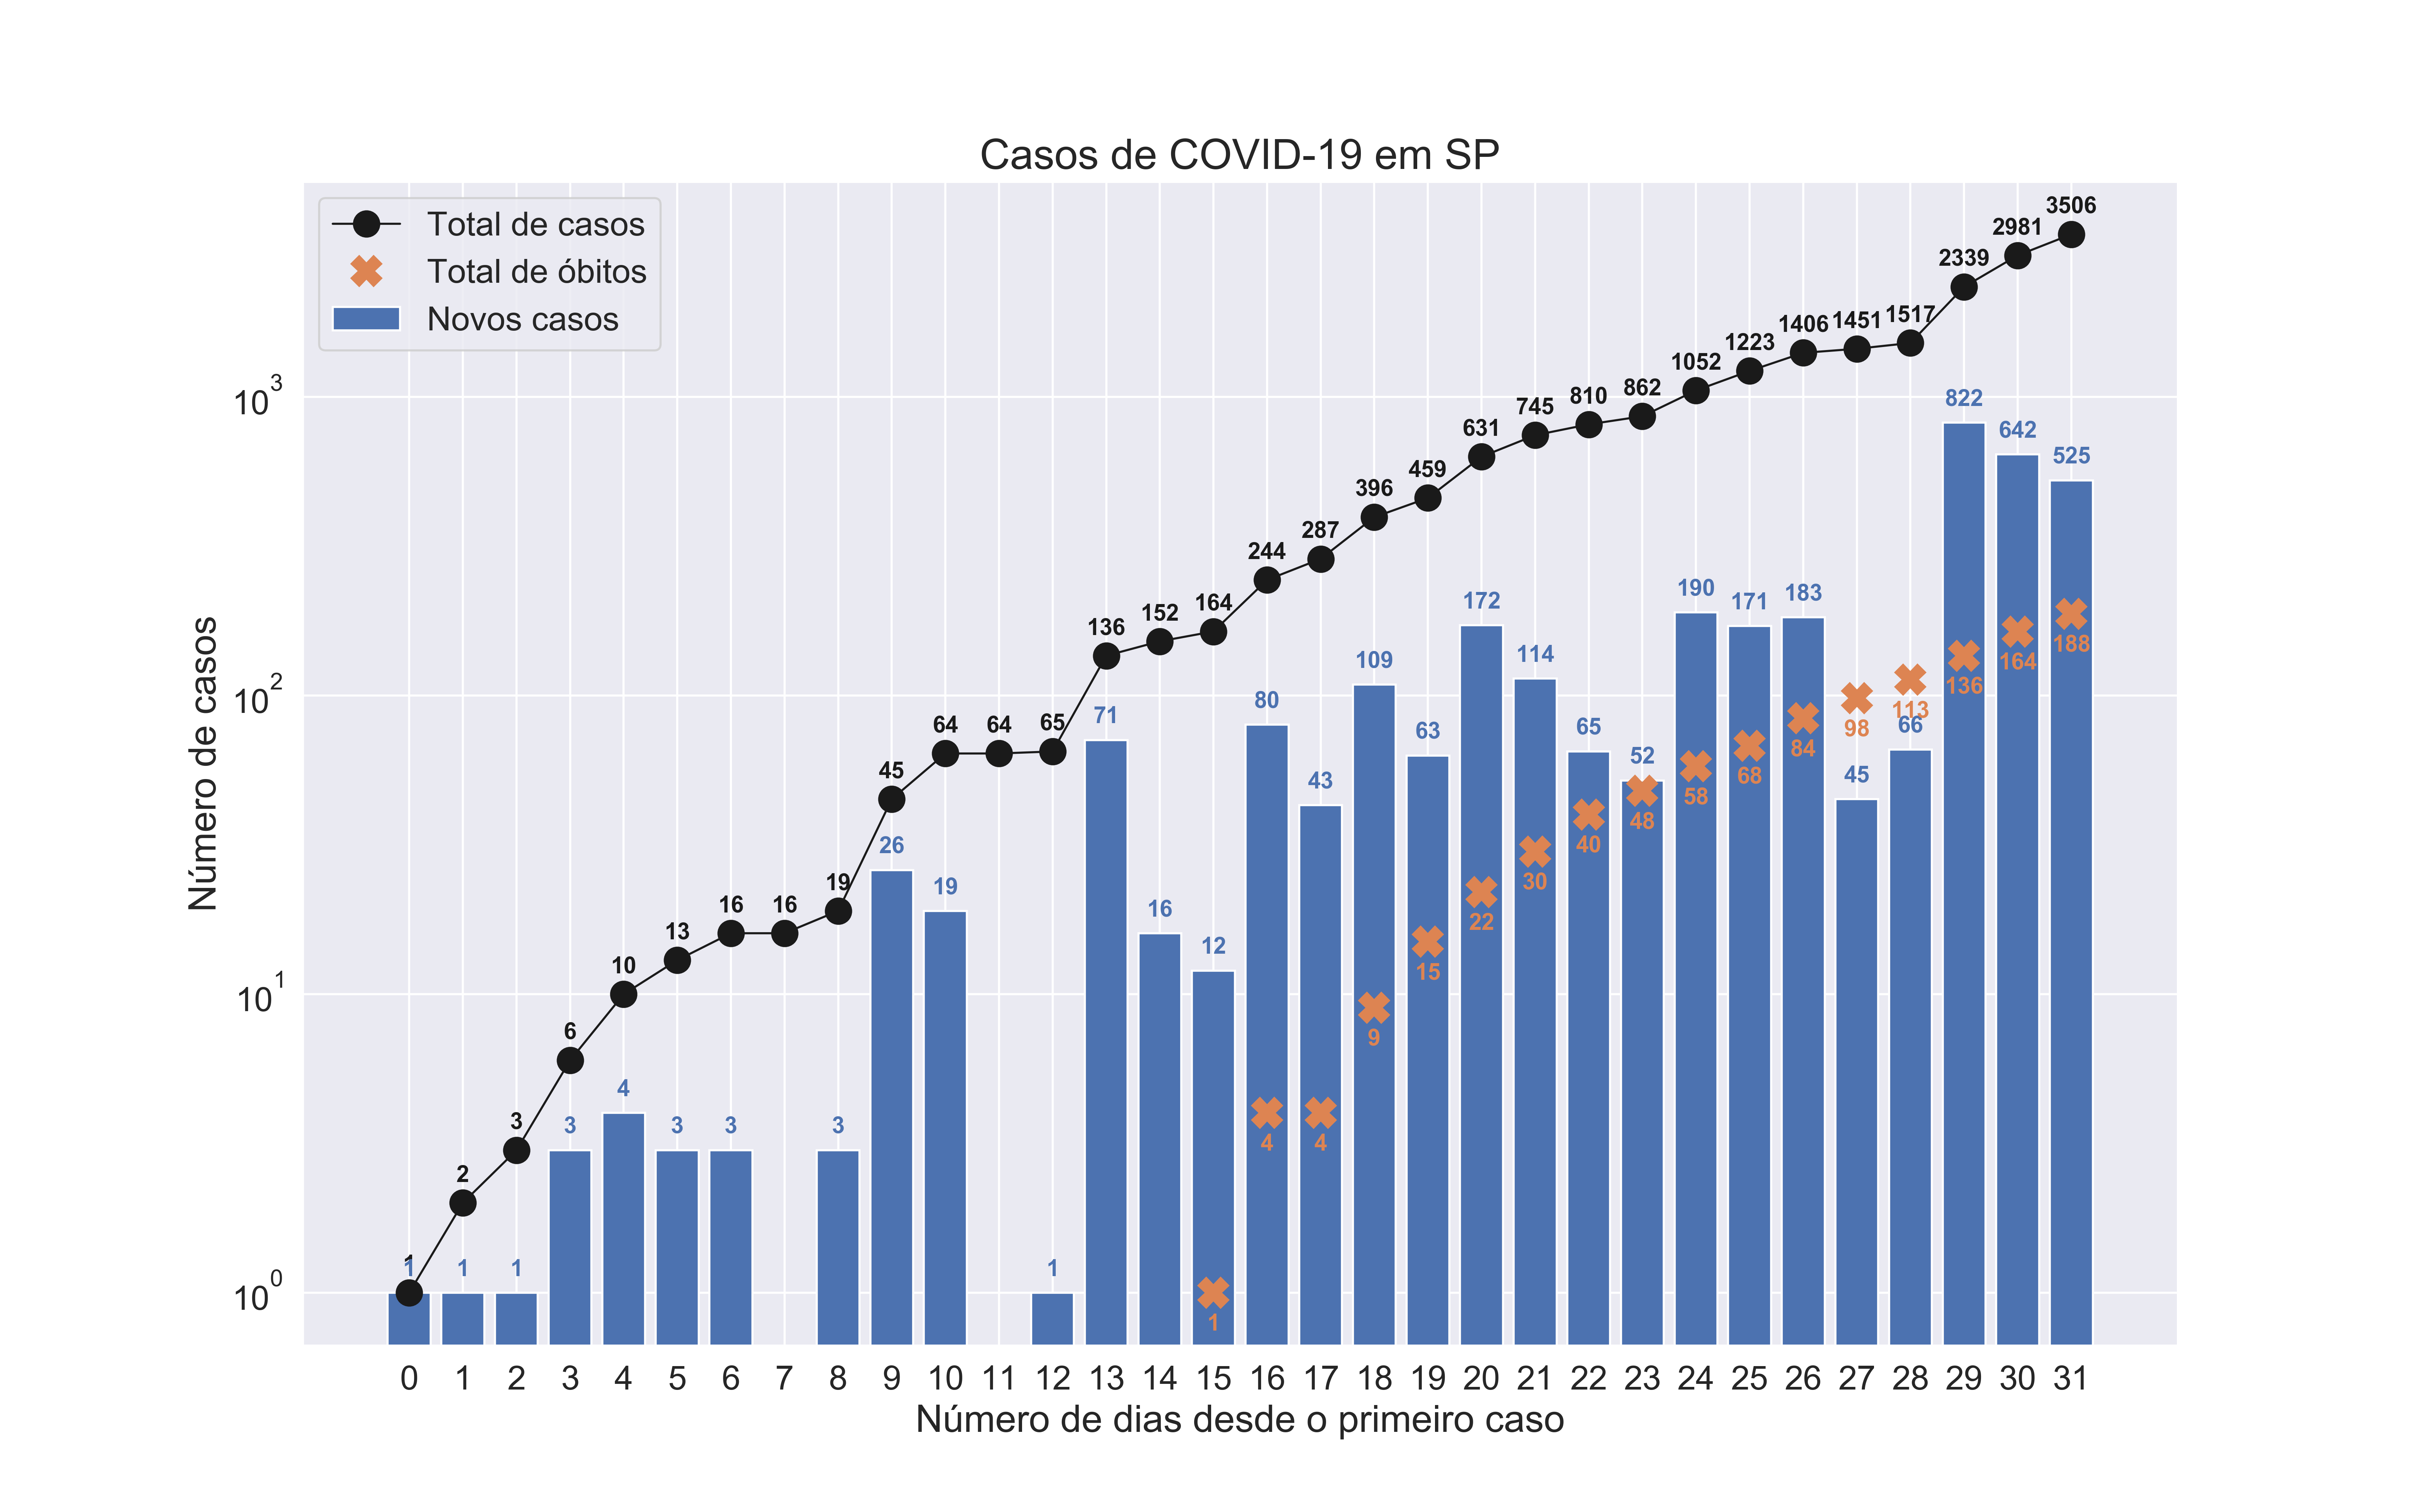 Casos de COVID-19 em SP
Total de casos
Total de óbitos
Novos casos
Número de casos
10^3
10^2
10^1
10^0
1 2 3 6 10 13 16 16 19 45 64 64 65 136 152 164 244 287 396 459 631 745 810 862 1052 1223 1406 1451 1517 2339 2981 3506
1 1 1 3 4 3 3 3 26 19 1 71 16 12 80 43 109 63 172 114 65 52 190 171 183 45 66 822 642 525
1 4 4 9 15 22 30 40 48 58 68 84 98 113 136 164 188
0 1 2 3 4 5 6 7 8 9 10 11 12 13 14 15 16 17 18 19 20 21 22 23 24 25 26 27 28 29 30 31
Número de dias desde o primeiro caso